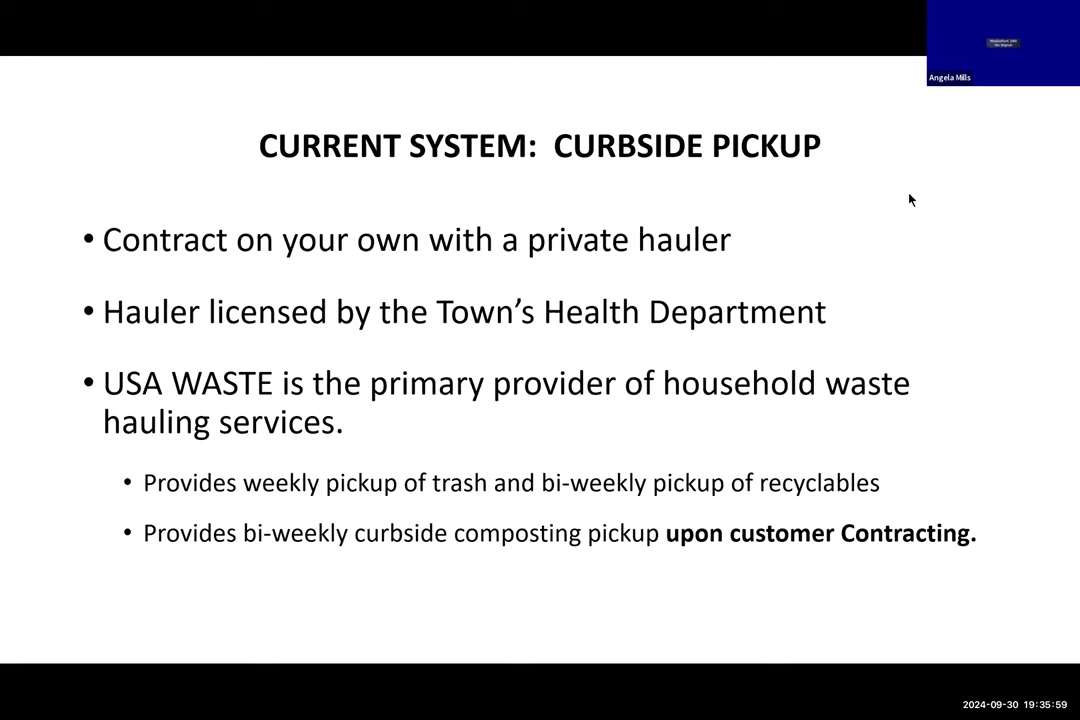 Angela Mills
CURRENT SYSTEM:  CURBSIDE PICKUP
• Contract on your own with a private hauler
• Hauler licensed by the Town’s Health Department
• USA WASTE is the primary provider of household waste
hauling services.
• Provides weekly pickup of trash and bi-weekly pickup of recyclables
• Provides bi-weekly curbside composting pickup upon customer Contracting.
2024-09-30 19:35:59